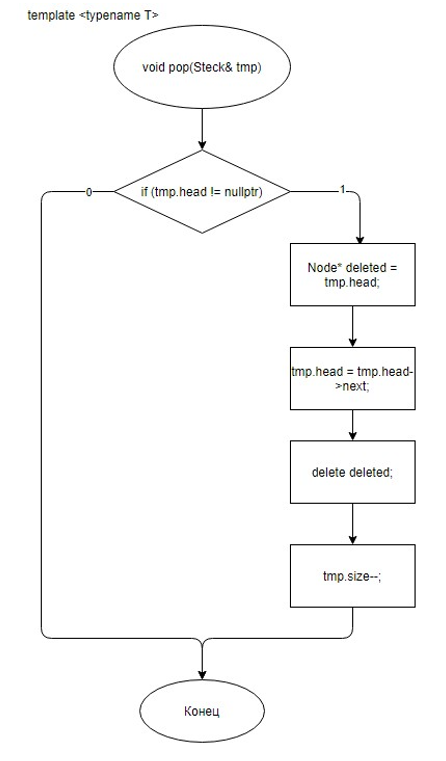 template <typename T>
void pop(Steck& tmp)
if (tmp.head != nullptr)
0
1
Node* deleted =
tmp.head;
tmp.head = tmp.head-
>next;
delete deleted;
tmp.size--;
Конец